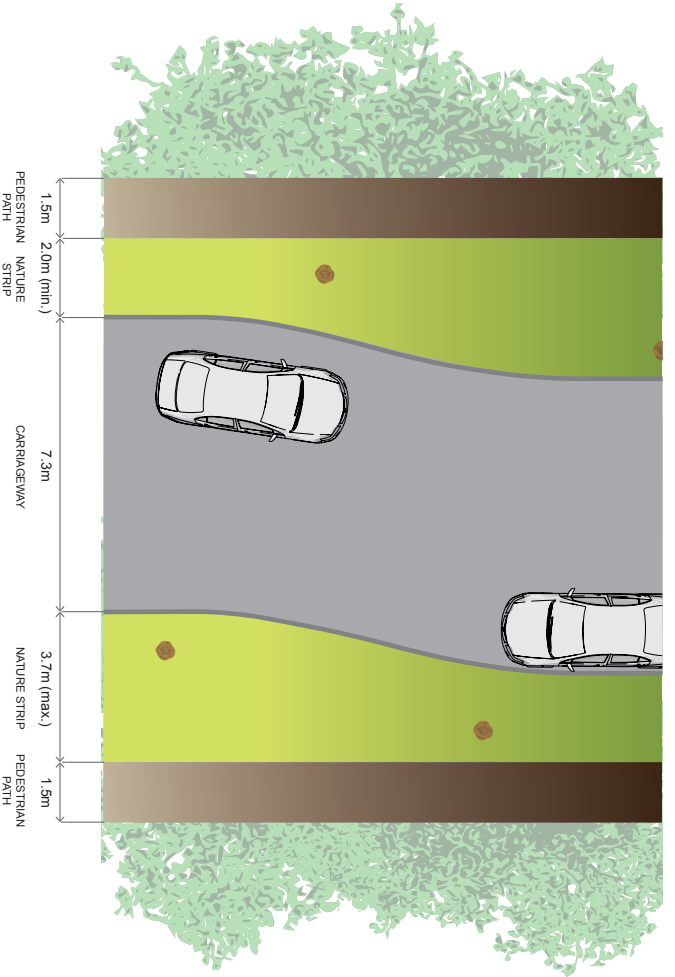 1.5m
PEDESTRIAN
PATH
2.0m (min.)
NATURE
STRIP
7.3m
CARRIAGEWAY
3.7m (max.)
NATURE STRIP
1.5m
PEDESTRIAN
PATH